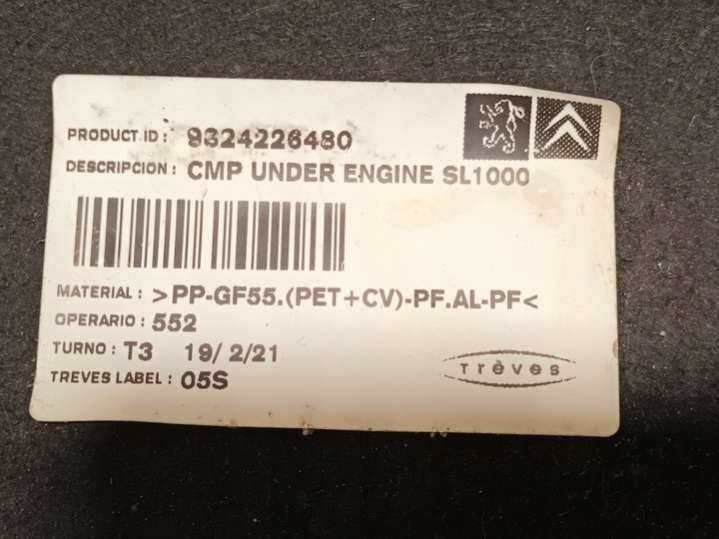 PRODUCT ID: 9324226480
DESCRIPCION: CMP UNDER ENGINE SL1000
MATERIAL: >PP-GF55.(PET+CV)-PF.AL-PF<
OPERARIO: 552
TURNO: T3 19/ 2/21
TREVES LABEL: 05S
Trèves